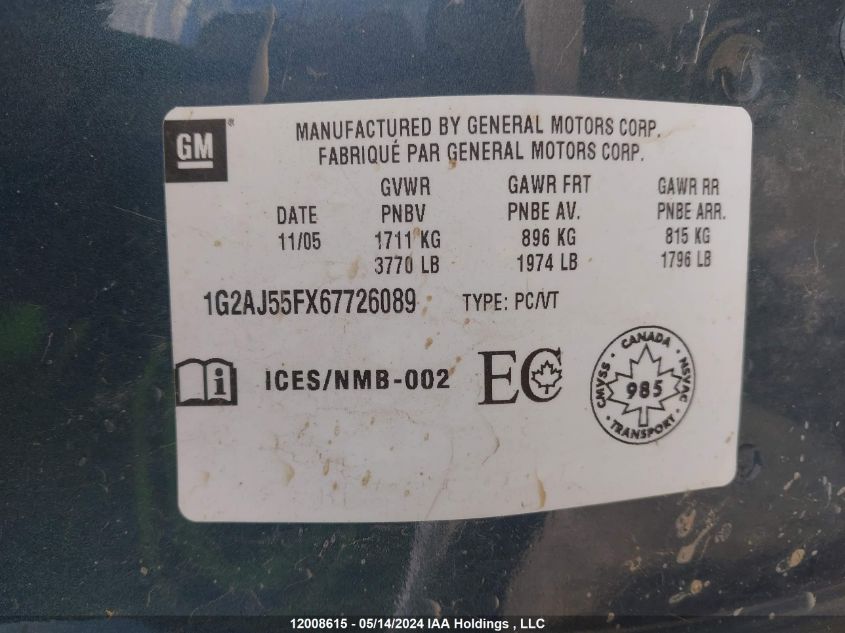 GM®
MANUFACTURED BY GENERAL MOTORS CORP.
FABRIQUÉ PAR GENERAL MOTORS CORP.
GVWR GAWR FRT GAWR RR
DATE PNBV PNBE AV. PNBE ARR.
11/05 1711 KG 896 KG 815 KG
3770 LB 1974 LB 1796 LB
1G2AJ55FX67726089 TYPE: PC/VT
i ICES/NMB-002 EC
CANADA
CMVSS 985 NSVAC
TRANSPORT
12008615 - 05/14/2024 IAA Holdings , LLC